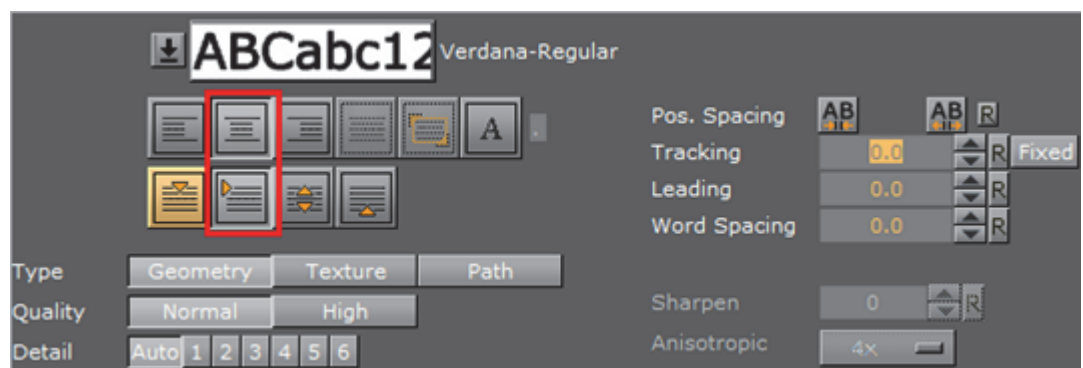 ABCabc12 Verdana-Regular
A .
Pos. Spacing AB AB R
Tracking 0.0 R Fixed
Leading 0.0 R
Word Spacing 0.0 R
Type Geometry Texture Path
Quality Normal High
Sharpen 0 R
Detail Auto 1 2 3 4 5 6
Anisotropic 4x